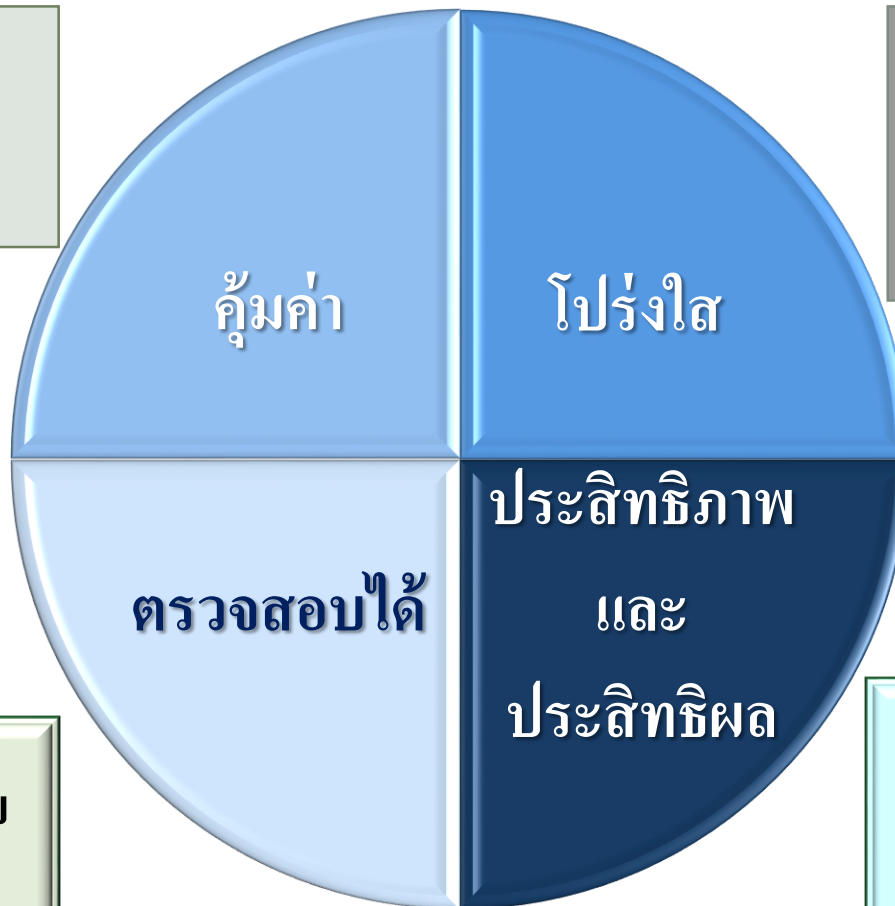 คุ้มค่า
โปร่งใส
ตรวจสอบได้
ประสิทธิภาพ
และ
ประสิทธิผล